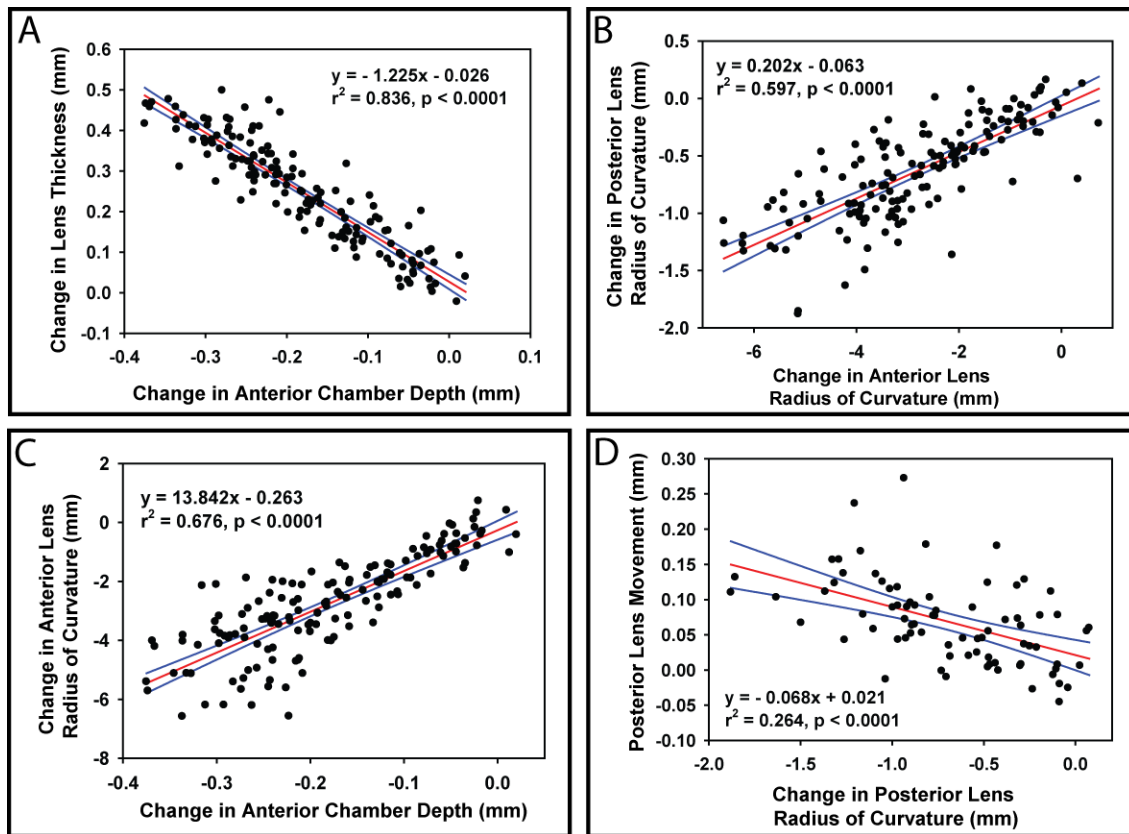 A
Change in Lens Thickness (mm)
0.6
0.5
0.4
0.3
0.2
0.1
0.0
-0.1
y = - 1.225x - 0.026
r² = 0.836, p < 0.0001
-0.4 -0.3 -0.2 -0.1 0.0 0.1
Change in Anterior Chamber Depth (mm)
B
Change in Posterior Lens
Radius of Curvature (mm)
0.5
0.0
-0.5
-1.0
-1.5
-2.0
y = 0.202x - 0.063
r² = 0.597, p < 0.0001
-6 -4 -2 0
Change in Anterior Lens
Radius of Curvature (mm)
C
Change in Anterior Lens
Radius of Curvature (mm)
2
0
-2
-4
-6
-8
y = 13.842x - 0.263
r² = 0.676, p < 0.0001
-0.4 -0.3 -0.2 -0.1 0.0
Change in Anterior Chamber Depth (mm)
D
Posterior Lens Movement (mm)
0.30
0.25
0.20
0.15
0.10
0.05
0.00
-0.05
-0.10
y = - 0.068x + 0.021
r² = 0.264, p < 0.0001
-2.0 -1.5 -1.0 -0.5 0.0
Change in Posterior Lens
Radius of Curvature (mm)